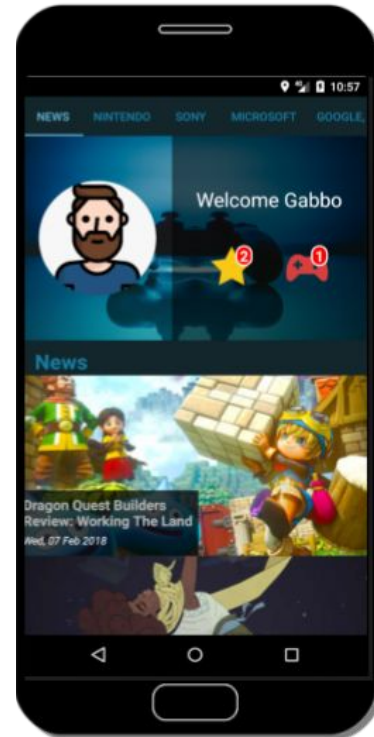 10:57
NEWS NINTENDO SONY MICROSOFT GOOGLE,
Welcome Gabbo
2 1
News
Dragon Quest Builders
Review: Working The Land
Wed, 07 Feb 2018